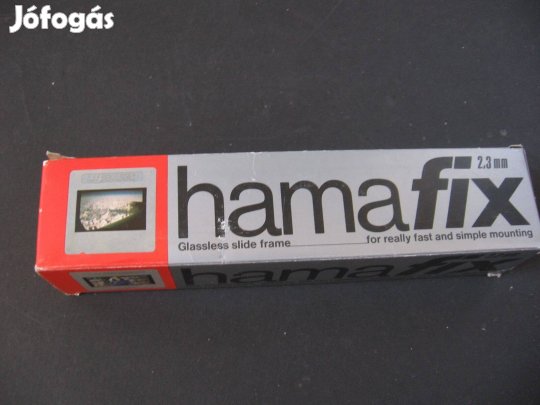 Jófogás
2.3 mm
hamafix
Glassless slide frame for really fast and simple mounting
hamafix